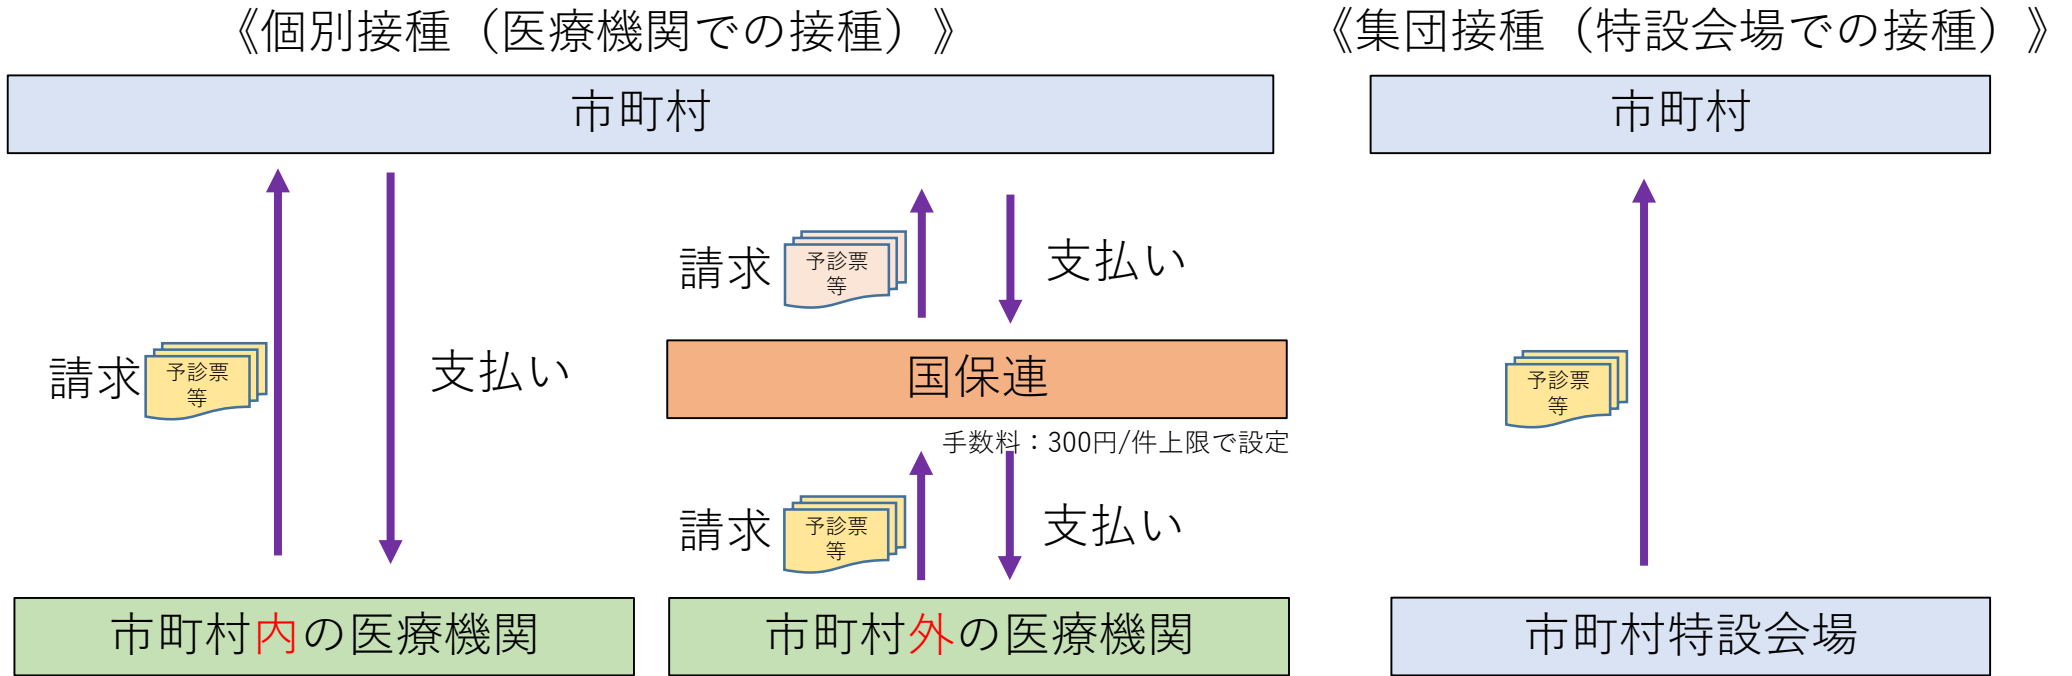 《個別接種（医療機関での接種）》
《集団接種（特設会場での接種）》
市町村
市町村
請求
予診票
等
支払い
請求
予診票
等
支払い
国保連
手数料：300円/件上限で設定
請求
予診票
等
支払い
予診票
等
市町村内の医療機関
市町村外の医療機関
市町村特設会場